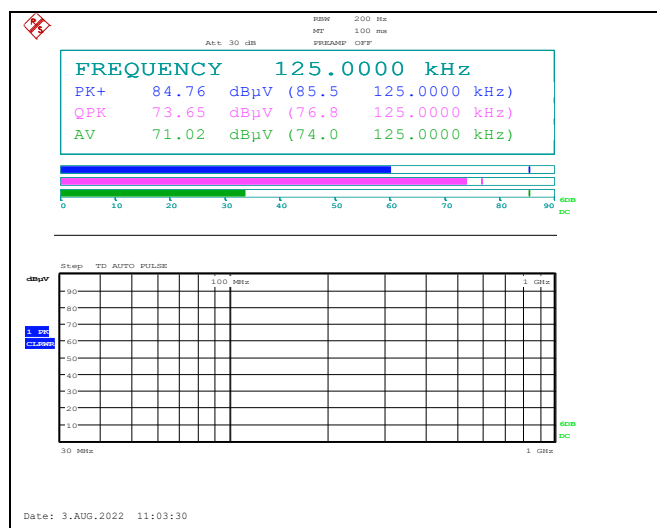 RBW 200 Hz
MT 100 ms
Att 30 dB PREAMP OFF
FREQUENCY 125.0000 kHz
PK+ 84.76 dBµV (85.5 125.0000 kHz)
QPK 73.65 dBµV (76.8 125.0000 kHz)
AV 71.02 dBµV (74.0 125.0000 kHz)
0 10 20 30 40 50 60 70 80 90
6DB
DC
Step TD AUTO PULSE
dBµV
100 MHz 1 GHz
90
80
70
1 PK
CLRWR
60
50
40
30
20
10
6DB
DC
30 MHz 1 GHz
Date: 3.AUG.2022 11:03:30